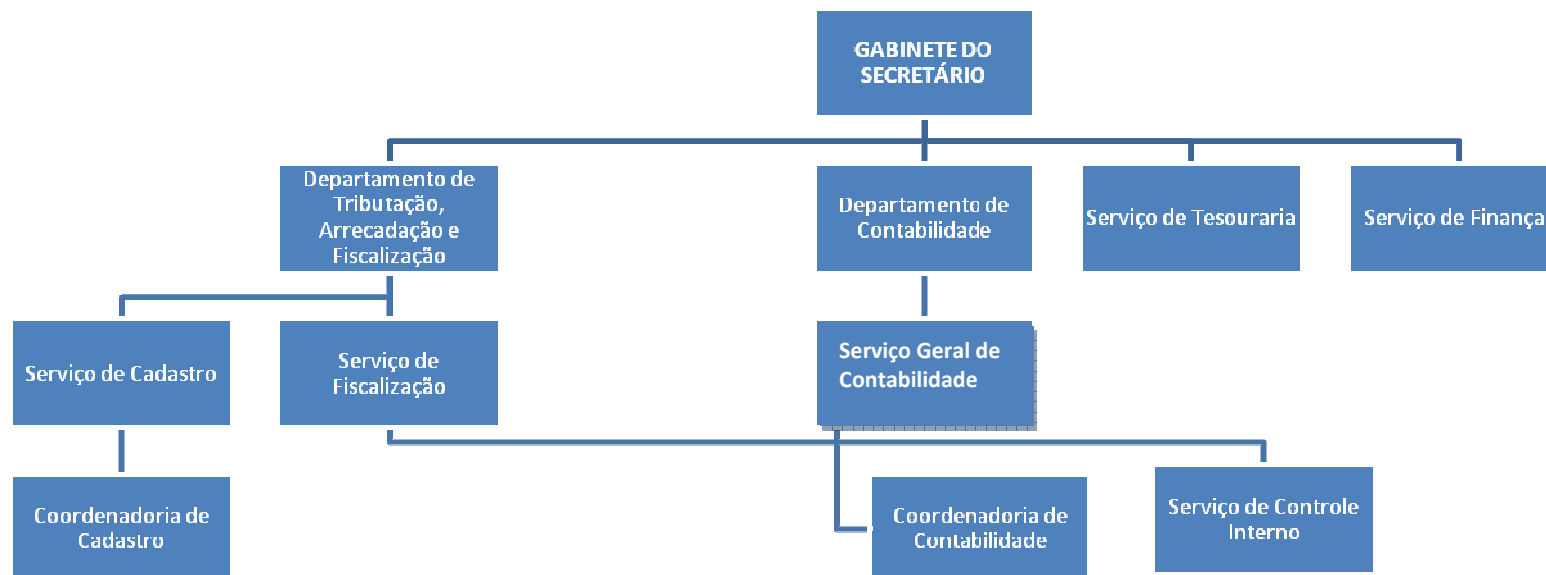 GABINETE DO
SECRETÁRIO
Departamento de
Tributação,
Arrecadação e
Fiscalização
Departamento de
Contabilidade
Serviço de Tesouraria
Serviço de Finança
Serviço de Cadastro
Serviço de
Fiscalização
Serviço Geral de
Contabilidade
Coordenadoria de
Cadastro
Coordenadoria de
Contabilidade
Serviço de Controle
Interno